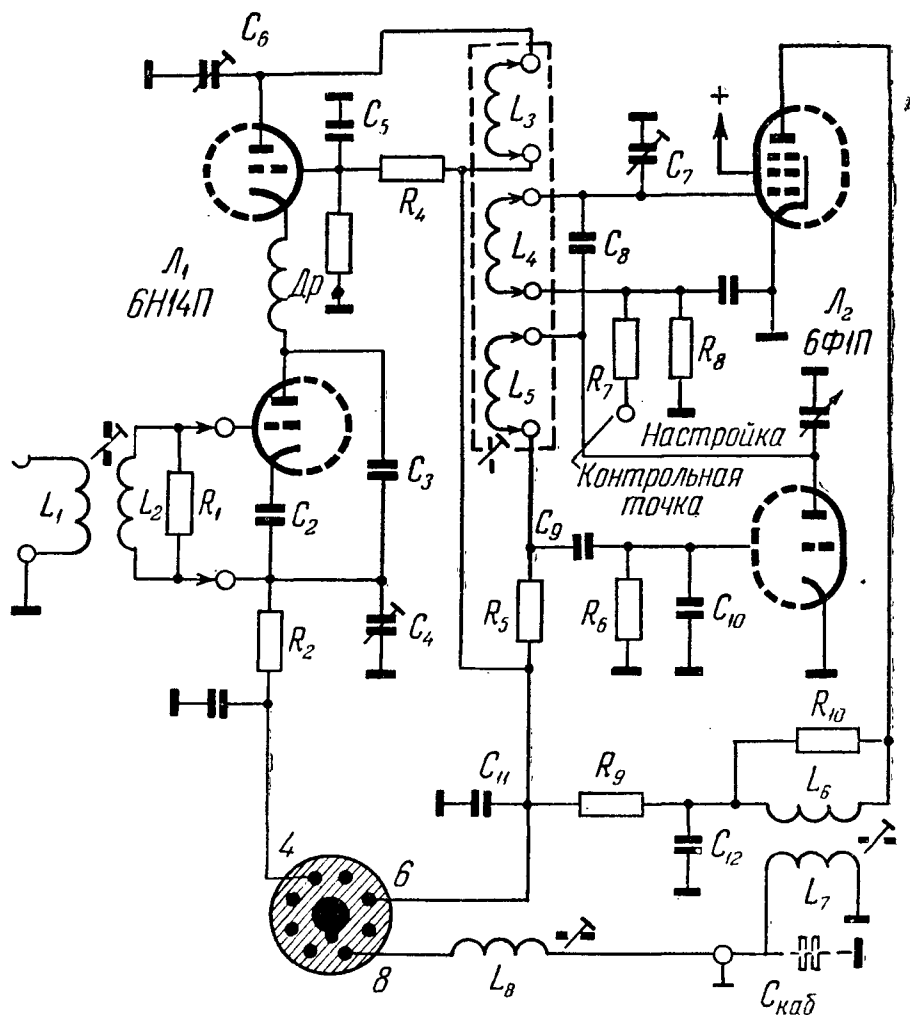 C6
C5
L3
+
C7
R4
L4
C8
Л1
6Н14П
Др
Л2
6Ф1П
R7
R8
L5
Настройка
Контрольная
точка
L1
L2
R1
C2
C3
C9
R2
C4
R5
R6
C10
R10
C11
R9
L6
4
6
C12
L7
8
L8
Cкаб